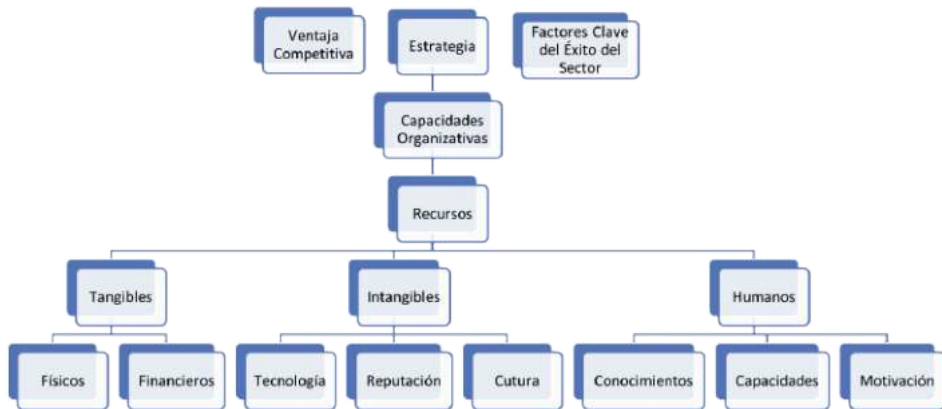 Ventaja
Competitiva
Estrategia
Factores Clave
del Éxito del
Sector
Capacidades
Organizativas
Recursos
Tangibles
Intangibles
Humanos
Físicos
Financieros
Tecnología
Reputación
Cutura
Conocimientos
Capacidades
Motivación